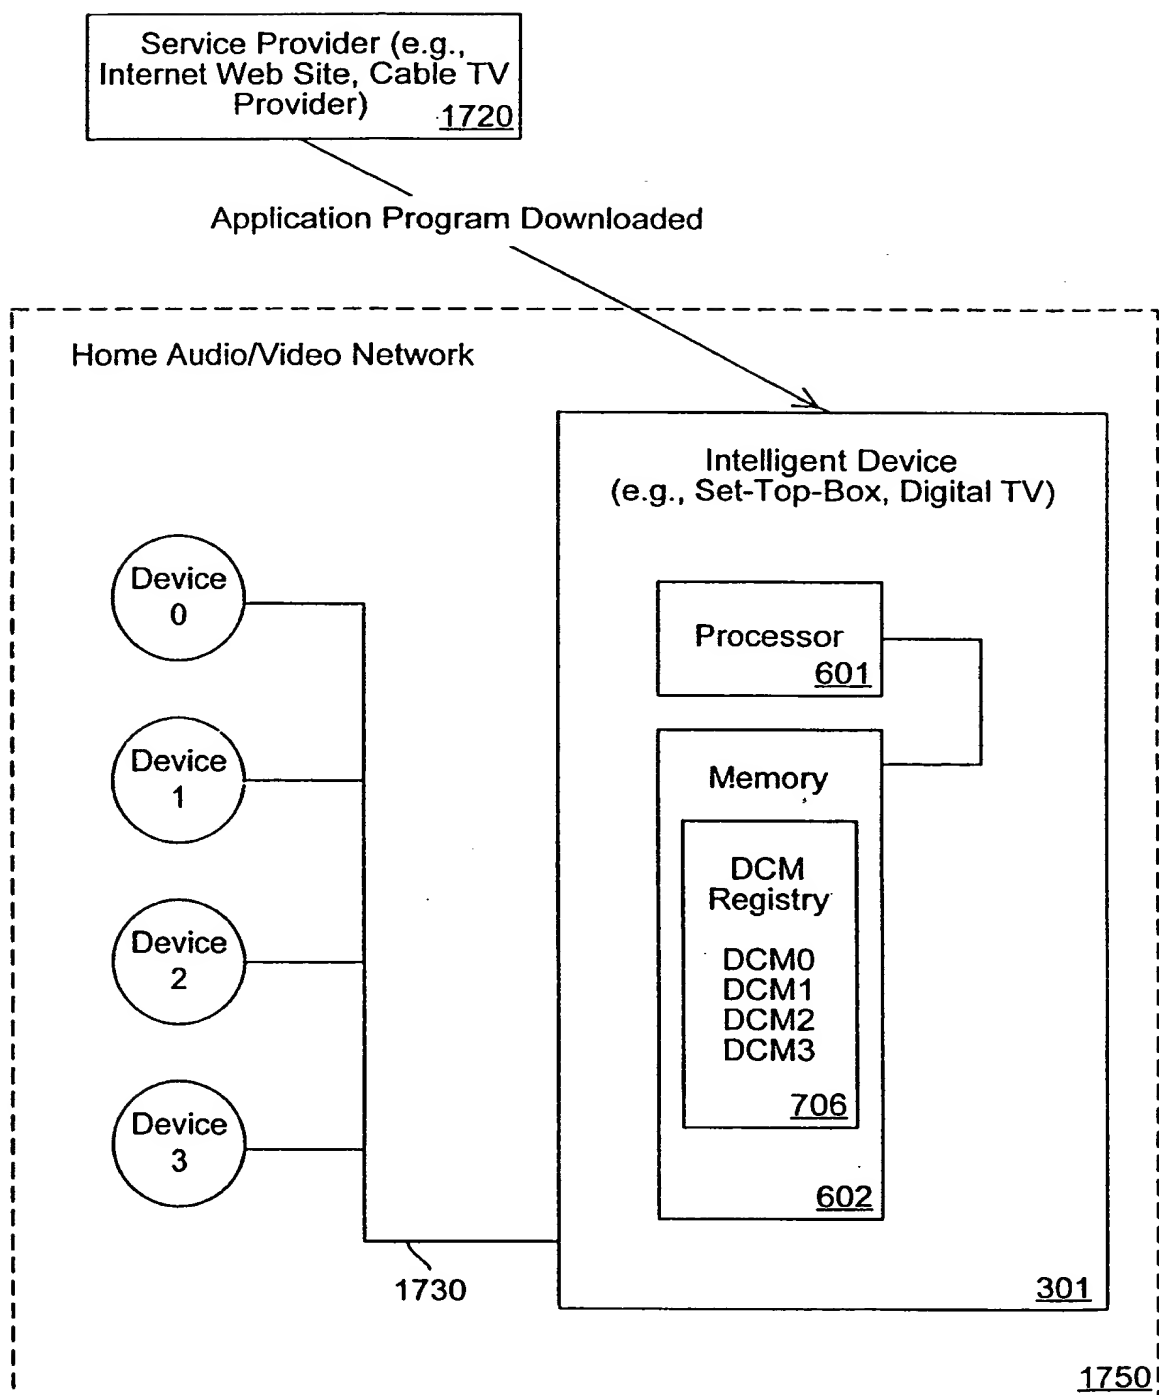 Service Provider (e.g.,
Internet Web Site, Cable TV
Provider)
1720
Application Program Downloaded
Home Audio/Video Network
Intelligent Device
(e.g., Set-Top-Box, Digital TV)
Device
0
Device
1
Device
2
Device
3
Processor
601
Memory
DCM
Registry
DCM0
DCM1
DCM2
DCM3
706
602
1730
301
1750